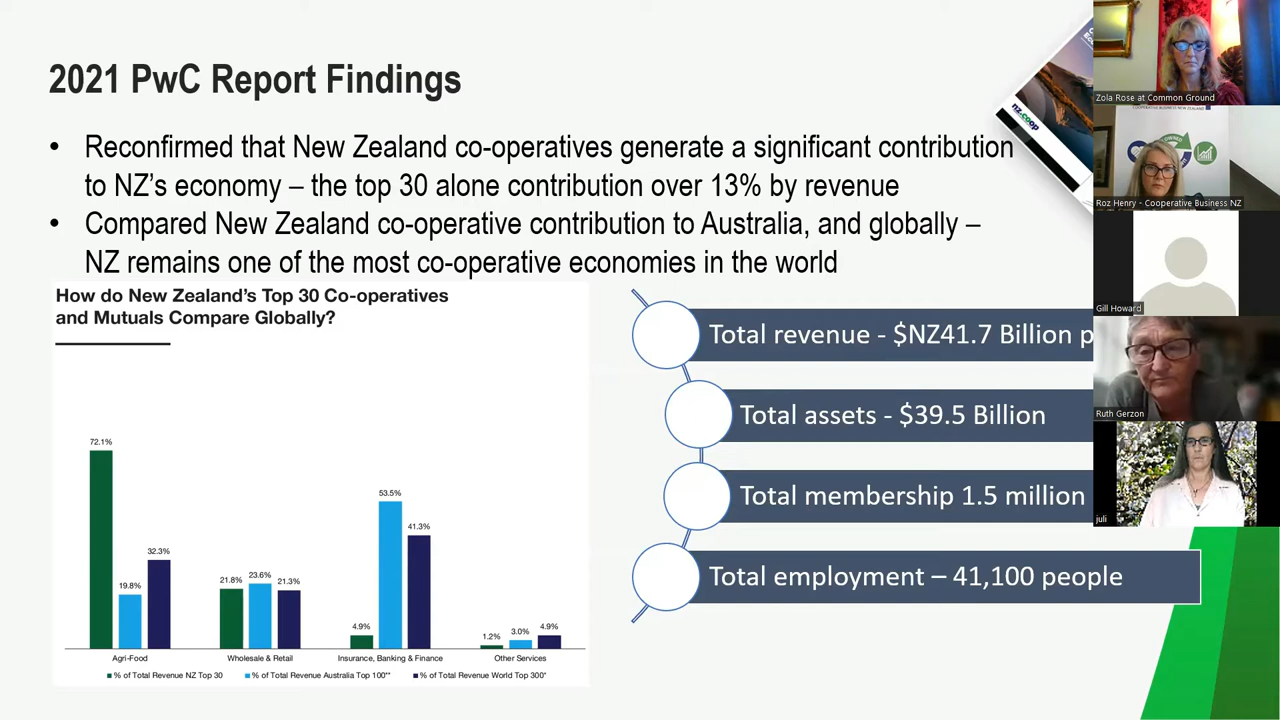 2021 PwC Report Findings
• Reconfirmed that New Zealand co-operatives generate a significant contribution
to NZ’s economy – the top 30 alone contribution over 13% by revenue
• Compared New Zealand co-operative contribution to Australia, and globally –
NZ remains one of the most co-operative economies in the world
How do New Zealand’s Top 30 Co-operatives
and Mutuals Compare Globally?
72.1%
19.8%
32.3%
21.8%
23.6%
21.3%
4.9%
53.5%
41.3%
1.2%
3.0%
4.9%
Agri-Food
Wholesale & Retail
Insurance, Banking & Finance
Other Services
% of Total Revenue NZ Top 30
% of Total Revenue Australia Top 100**
% of Total Revenue World Top 300*
Total revenue - $NZ41.7 Billion p
Total assets - $39.5 Billion
Total membership 1.5 million
Total employment – 41,100 people
nz.coop
Zola Rose at Common Ground
Roz Henry - Cooperative Business NZ
Gill Howard
Ruth Gerzon
juli